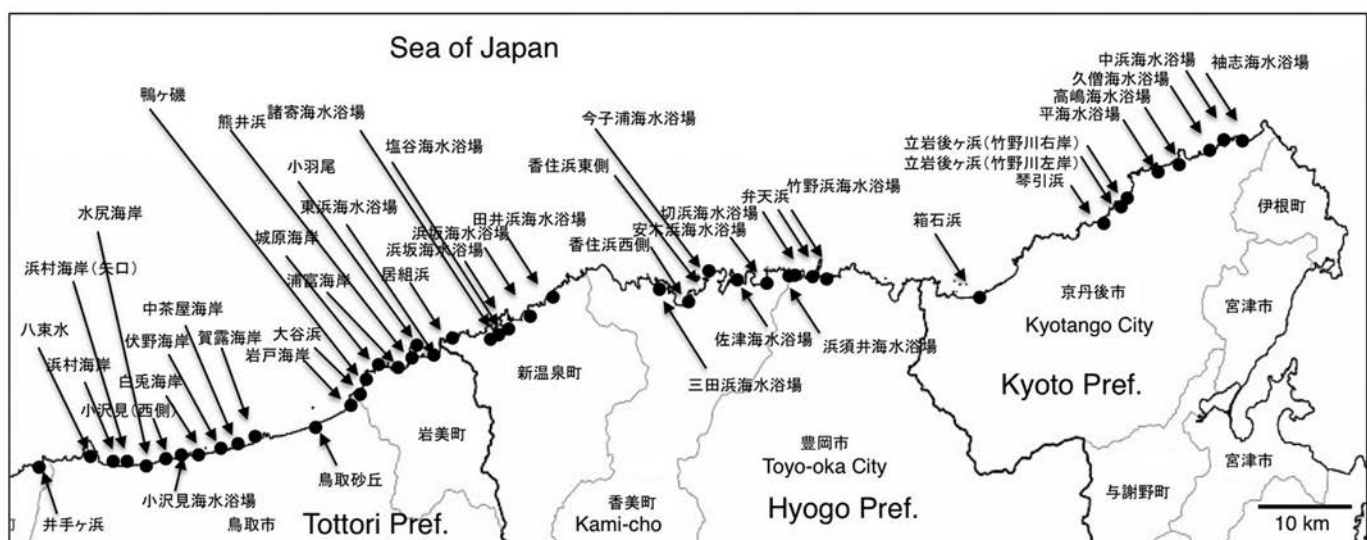 Sea of Japan
中浜海水浴場
袖志海水浴場
久僧海水浴場
高嶋海水浴場
平海水浴場
鴨ヶ磯
諸寄海水浴場
熊井浜
今子浦海水浴場
塩谷海水浴場
立岩後ヶ浜(竹野川右岸)
立岩後ヶ浜(竹野川左岸)
小羽尾
香住浜東側
琴引浜
竹野浜海水浴場
弁天浜
東浜海水浴場
切浜海水浴場
田井浜海水浴場
水尻海岸
浜坂海水浴場
安木浜海水浴場
箱石浜
伊根町
城原海岸
浜坂海水浴場
香住浜西側
浜村海岸(矢口)
浦富海岸
居組浜
中茶屋海岸
京丹後市
宮津市
八束水
伏野海岸
賀露海岸
大谷浜
Kyotango City
岩戸海岸
佐津海水浴場
浜須井海水浴場
浜村海岸
白兎海岸
新温泉町
三田浜海水浴場
Kyoto Pref.
小沢見(西側)
岩美町
豊岡市
Toyo-oka City
宮津市
鳥取砂丘
与謝野町
小沢見海水浴場
香美町
Kami-cho
Hyogo Pref.
井手ヶ浜
鳥取市
Tottori Pref.
10 km